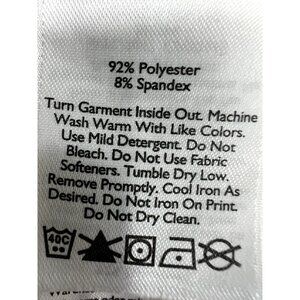 92% Polyester
8% Spandex
Turn Garment Inside Out. Machine
Wash Warm With Like Colors.
Use Mild Detergent. Do Not
Bleach. Do Not Use Fabric
Softeners. Tumble Dry Low.
Remove Promptly. Cool Iron As
Desired. Do Not Iron On Print.
Do Not Dry Clean.
40C